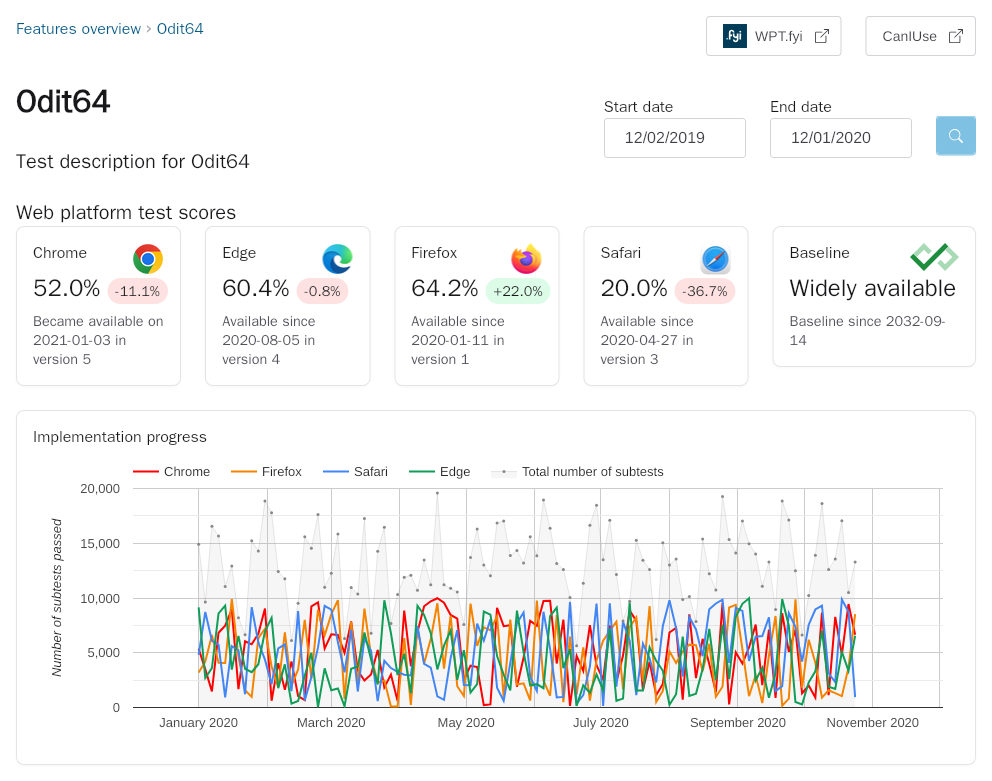 Features overview › Odit64
.fyi WPT.fyi
CanIUse
Odit64
Start date
End date
12/02/2019
12/01/2020
Test description for Odit64
Web platform test scores
Chrome
52.0% -11.1%
Became available on
2021-01-03 in
version 5
Edge
60.4% -0.8%
Available since
2020-08-05 in
version 4
Firefox
64.2% +22.0%
Available since
2020-01-11 in
version 1
Safari
20.0% -36.7%
Available since
2020-04-27 in
version 3
Baseline
Widely available
Baseline since 2032-09-
14
Implementation progress
Chrome Firefox Safari Edge Total number of subtests
Number of subtests passed
20,000
15,000
10,000
5,000
0
January 2020 March 2020 May 2020 July 2020 September 2020 November 2020